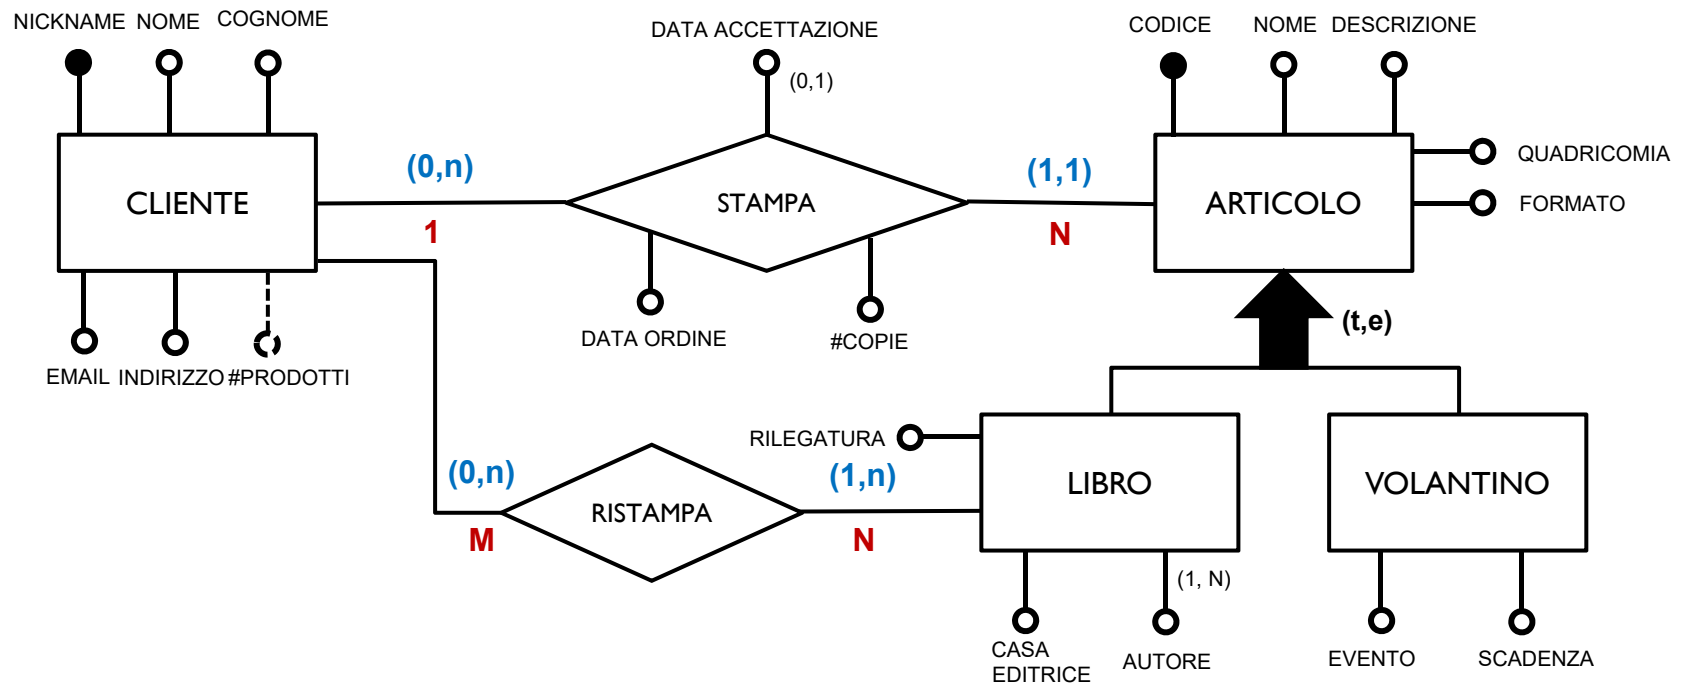 NICKNAME NOME COGNOME
DATA ACCETTAZIONE
CODICE NOME DESCRIZIONE
(0,1)
QUADRICOMIA
(0,n)
(1,1)
CLIENTE
STAMPA
ARTICOLO
FORMATO
1
N
DATA ORDINE
#COPIE
(t,e)
EMAIL INDIRIZZO #PRODOTTI
RILEGATURA
(0,n)
(1,n)
LIBRO
VOLANTINO
RISTAMPA
M
N
(1, N)
CASA
EDITRICE
AUTORE
EVENTO
SCADENZA